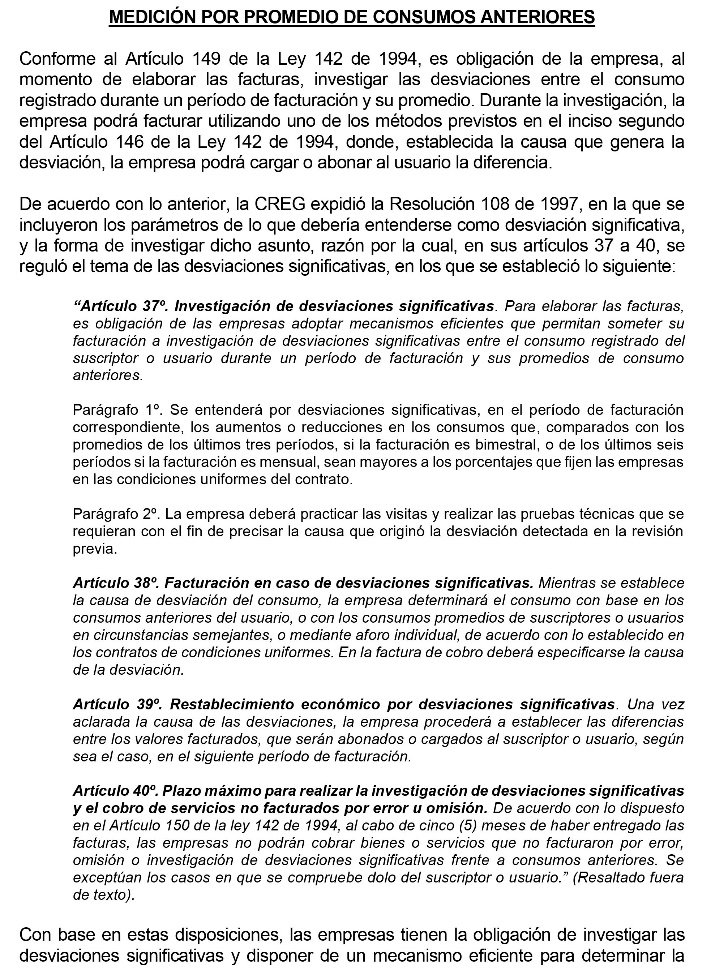 MEDICIÓN POR PROMEDIO DE CONSUMOS ANTERIORES
Conforme al Artículo 149 de la Ley 142 de 1994, es obligación de la empresa, al
momento de elaborar las facturas, investigar las desviaciones entre el consumo
registrado durante un período de facturación y su promedio. Durante la investigación, la
empresa podrá facturar utilizando uno de los métodos previstos en el inciso segundo
del Artículo 146 de la Ley 142 de 1994, donde, establecida la causa que genera la
desviación, la empresa podrá cargar o abonar al usuario la diferencia.
De acuerdo con lo anterior, la CREG expidió la Resolución 108 de 1997, en la que se
incluyeron los parámetros de lo que debería entenderse como desviación significativa,
y la forma de investigar dicho asunto, razón por la cual, en sus artículos 37 a 40, se
reguló el tema de las desviaciones significativas, en los que se estableció lo siguiente:
“Artículo 37º. Investigación de desviaciones significativas. Para elaborar las facturas,
es obligación de las empresas adoptar mecanismos eficientes que permitan someter su
facturación a investigación de desviaciones significativas entre el consumo registrado del
suscriptor o usuario durante un período de facturación y sus promedios de consumo
anteriores.
Parágrafo 1º. Se entenderá por desviaciones significativas, en el período de facturación
correspondiente, los aumentos o reducciones en los consumos que, comparados con los
promedios de los últimos tres períodos, si la facturación es bimestral, o de los últimos seis
períodos si la facturación es mensual, sean mayores a los porcentajes que fijen las empresas
en las condiciones uniformes del contrato.
Parágrafo 2º. La empresa deberá practicar las visitas y realizar las pruebas técnicas que se
requieran con el fin de precisar la causa que originó la desviación detectada en la revisión
previa.
Artículo 38º. Facturación en caso de desviaciones significativas. Mientras se establece
la causa de desviación del consumo, la empresa determinará el consumo con base en los
consumos anteriores del usuario, o con los consumos promedios de suscriptores o usuarios
en circunstancias semejantes, o mediante aforo individual, de acuerdo con lo establecido en
los contratos de condiciones uniformes. En la factura de cobro deberá especificarse la causa
de la desviación.
Artículo 39º. Restablecimiento económico por desviaciones significativas. Una vez
aclarada la causa de las desviaciones, la empresa procederá a establecer las diferencias
entre los valores facturados, que serán abonados o cargados al suscriptor o usuario, según
sea el caso, en el siguiente período de facturación.
Artículo 40º. Plazo máximo para realizar la investigación de desviaciones significativas
y el cobro de servicios no facturados por error u omisión. De acuerdo con lo dispuesto
en el Artículo 150 de la ley 142 de 1994, al cabo de cinco (5) meses de haber entregado las
facturas, las empresas no podrán cobrar bienes o servicios que no facturaron por error,
omisión o investigación de desviaciones significativas frente a consumos anteriores. Se
exceptúan los casos en que se compruebe dolo del suscriptor o usuario.” (Resaltado fuera
de texto).
Con base en estas disposiciones, las empresas tienen la obligación de investigar las
desviaciones significativas y disponer de un mecanismo eficiente para determinar la